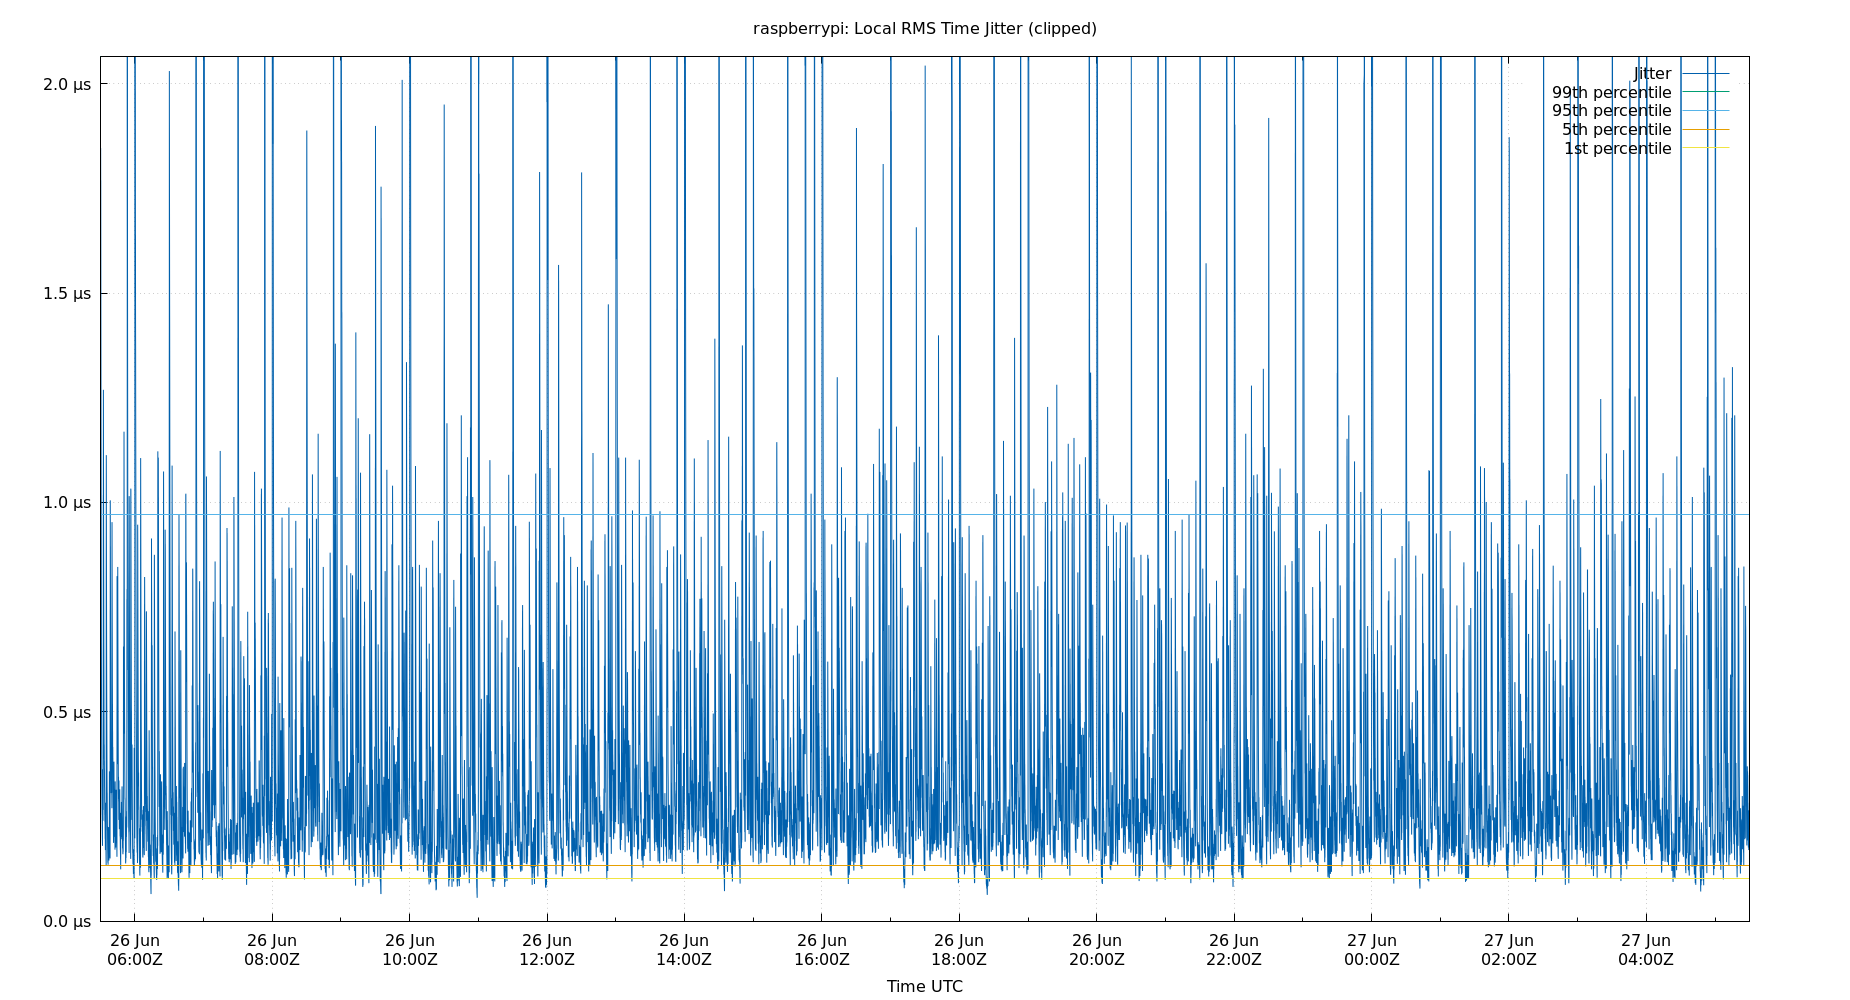 raspberrypi: Local RMS Time Jitter (clipped)
2.0 µs
1.5 µs
1.0 µs
0.5 µs
0.0 µs
Jitter
99th percentile
95th percentile
5th percentile
1st percentile
26 Jun 06:00Z
26 Jun 08:00Z
26 Jun 10:00Z
26 Jun 12:00Z
26 Jun 14:00Z
26 Jun 16:00Z
26 Jun 18:00Z
26 Jun 20:00Z
26 Jun 22:00Z
27 Jun 00:00Z
27 Jun 02:00Z
27 Jun 04:00Z
Time UTC